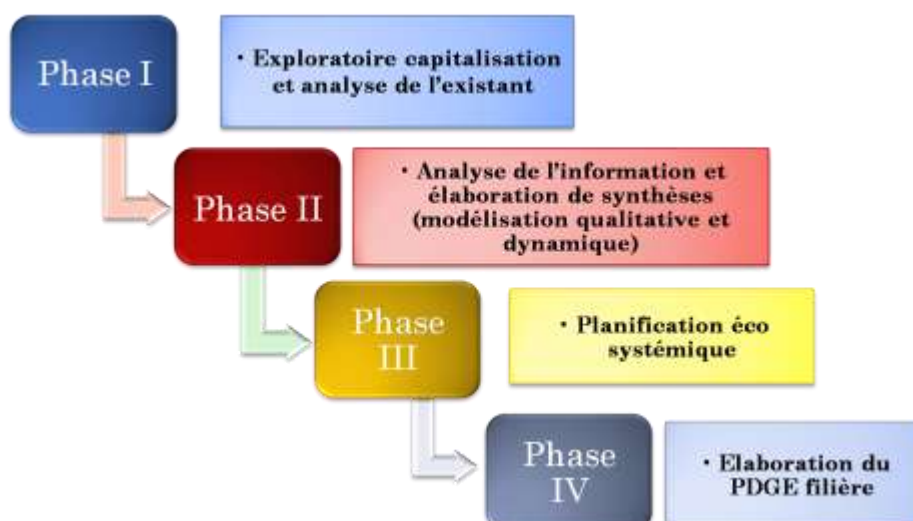 Phase I
• Exploratoire capitalisation
et analyse de l'existant
Phase II
• Analyse de l'information et
élaboration de synthèses
(modélisation qualitative et
dynamique)
Phase
III
• Planification éco
systémique
Phase
IV
• Elaboration du
PDGE filière